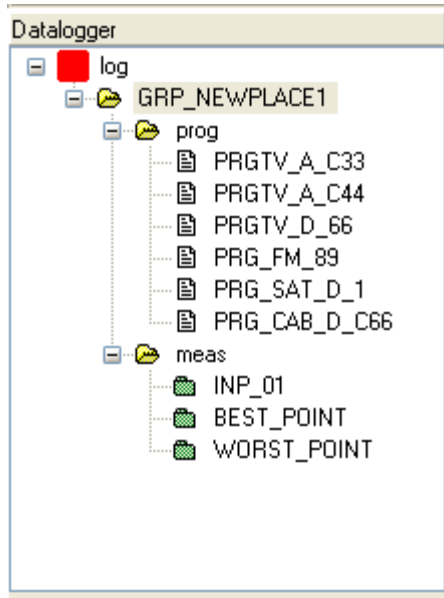 Datalogger
log
GRP_NEWPLACE1
prog
PRGTV_A_C33
PRGTV_A_C44
PRGTV_D_66
PRG_FM_89
PRG_SAT_D_1
PRG_CAB_D_C66
meas
INP_01
BEST_POINT
WORST_POINT